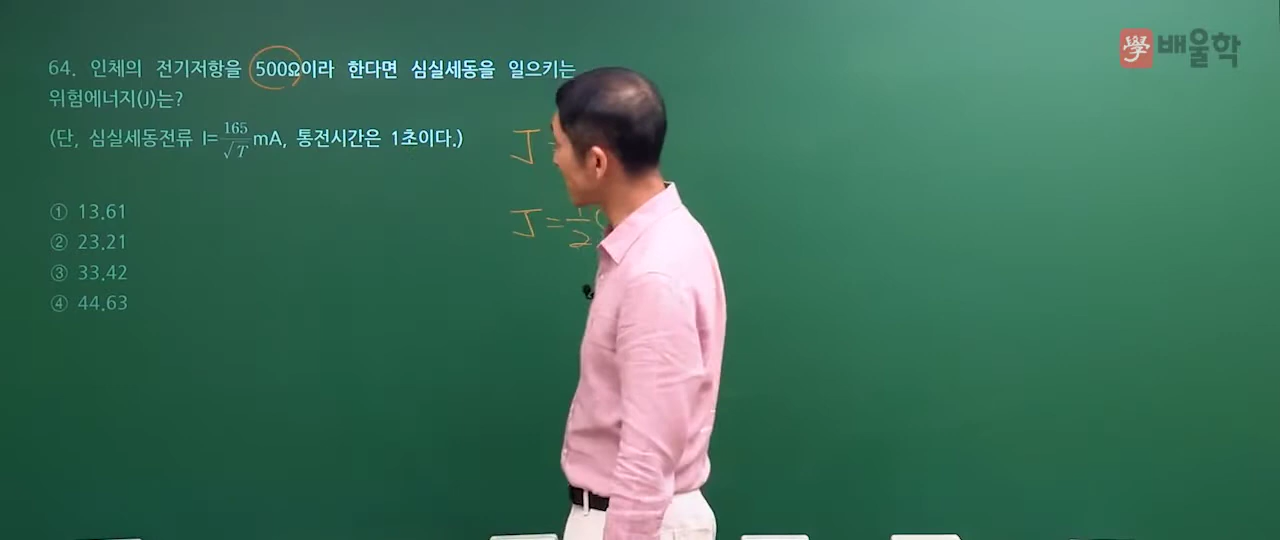 學 배울학
64. 인체의 전기저항을 500Ω이라 한다면 심실세동을 일으키는
위험에너지(J)는?
(단, 심실세동전류 I=165/√T mA, 통전시간은 1초이다.)
① 13.61
② 23.21
③ 33.42
④ 44.63
J
J=1/2